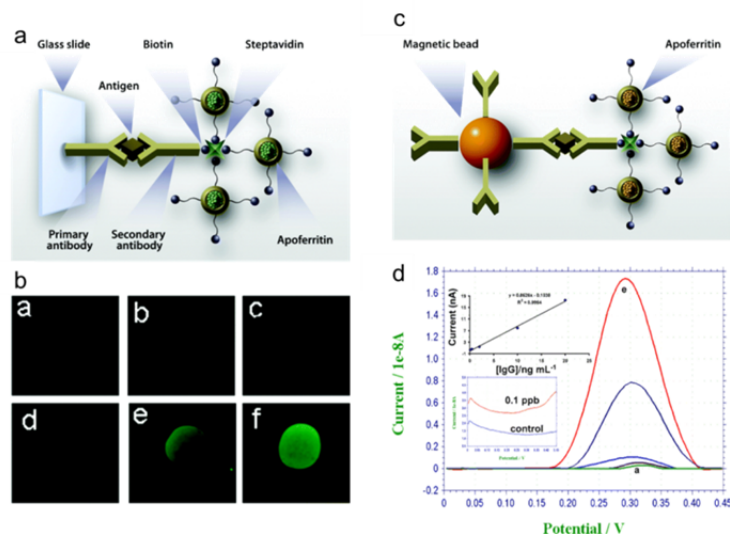 a
Glass slide
Biotin
Steptavidin
Antigen
Primary
antibody
Secondary
antibody
Apoferritin
b
a
b
c
d
e
f
c
Magnetic bead
Apoferritin
d
Current / 1e-8A
1.8
1.6
1.4
1.2
1.0
0.8
0.6
0.4
0.2
0
-0.2
e
a
Current (nA)
[IgG]/ng mL-1
0.1 ppb
control
Potential / V
0
0.05
0.10
0.15
0.20
0.25
0.30
0.35
0.40
0.45
Potential / V